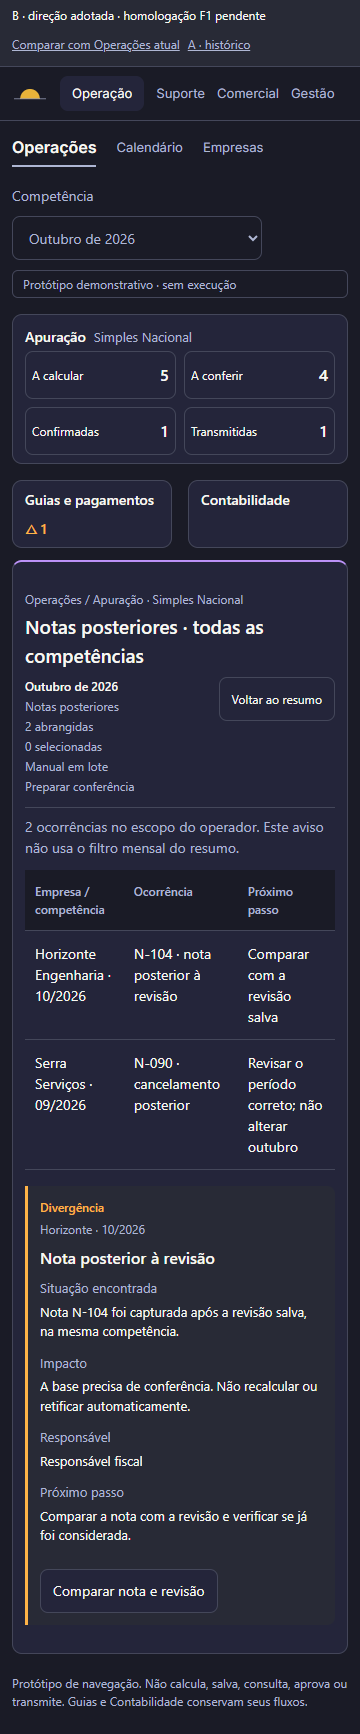 B · direção adotada · homologação F1 pendente
Comparar com Operações atual A · histórico
Operação Suporte Comercial Gestão
Operações Calendário Empresas
Competência
Outubro de 2026
Protótipo demonstrativo · sem execução
Apuração Simples Nacional
A calcular 5
A conferir 4
Confirmadas 1
Transmitidas 1
Guias e pagamentos
△ 1
Contabilidade
Operações / Apuração · Simples Nacional
Notas posteriores · todas as
competências
Outubro de 2026
Notas posteriores
2 abrangidas
0 selecionadas
Manual em lote
Preparar conferência
Voltar ao resumo
2 ocorrências no escopo do operador. Este aviso
não usa o filtro mensal do resumo.
Empresa /
competência
Ocorrência
Próximo
passo
Horizonte
Engenharia ·
10/2026
N-104 · nota
posterior à
revisão
Comparar
com a
revisão
salva
Serra
Serviços ·
09/2026
N-090 ·
cancelamento
posterior
Revisar o
período
correto; não
alterar
outubro
Divergência
Horizonte · 10/2026
Nota posterior à revisão
Situação encontrada
Nota N-104 foi capturada após a revisão salva,
na mesma competência.
Impacto
A base precisa de conferência. Não recalcular ou
retificar automaticamente.
Responsável
Responsável fiscal
Próximo passo
Comparar a nota com a revisão e verificar se já
foi considerada.
Comparar nota e revisão
Protótipo de navegação. Não calcula, salva, consulta, aprova ou
transmite. Guias e Contabilidade conservam seus fluxos.